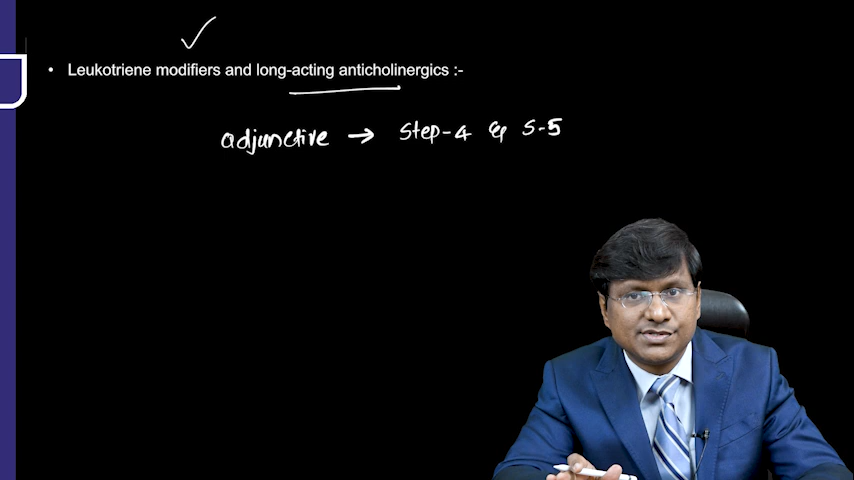 • Leukotriene modifiers and long-acting anticholinergics :-
adjunctive → Step-4 & S-5